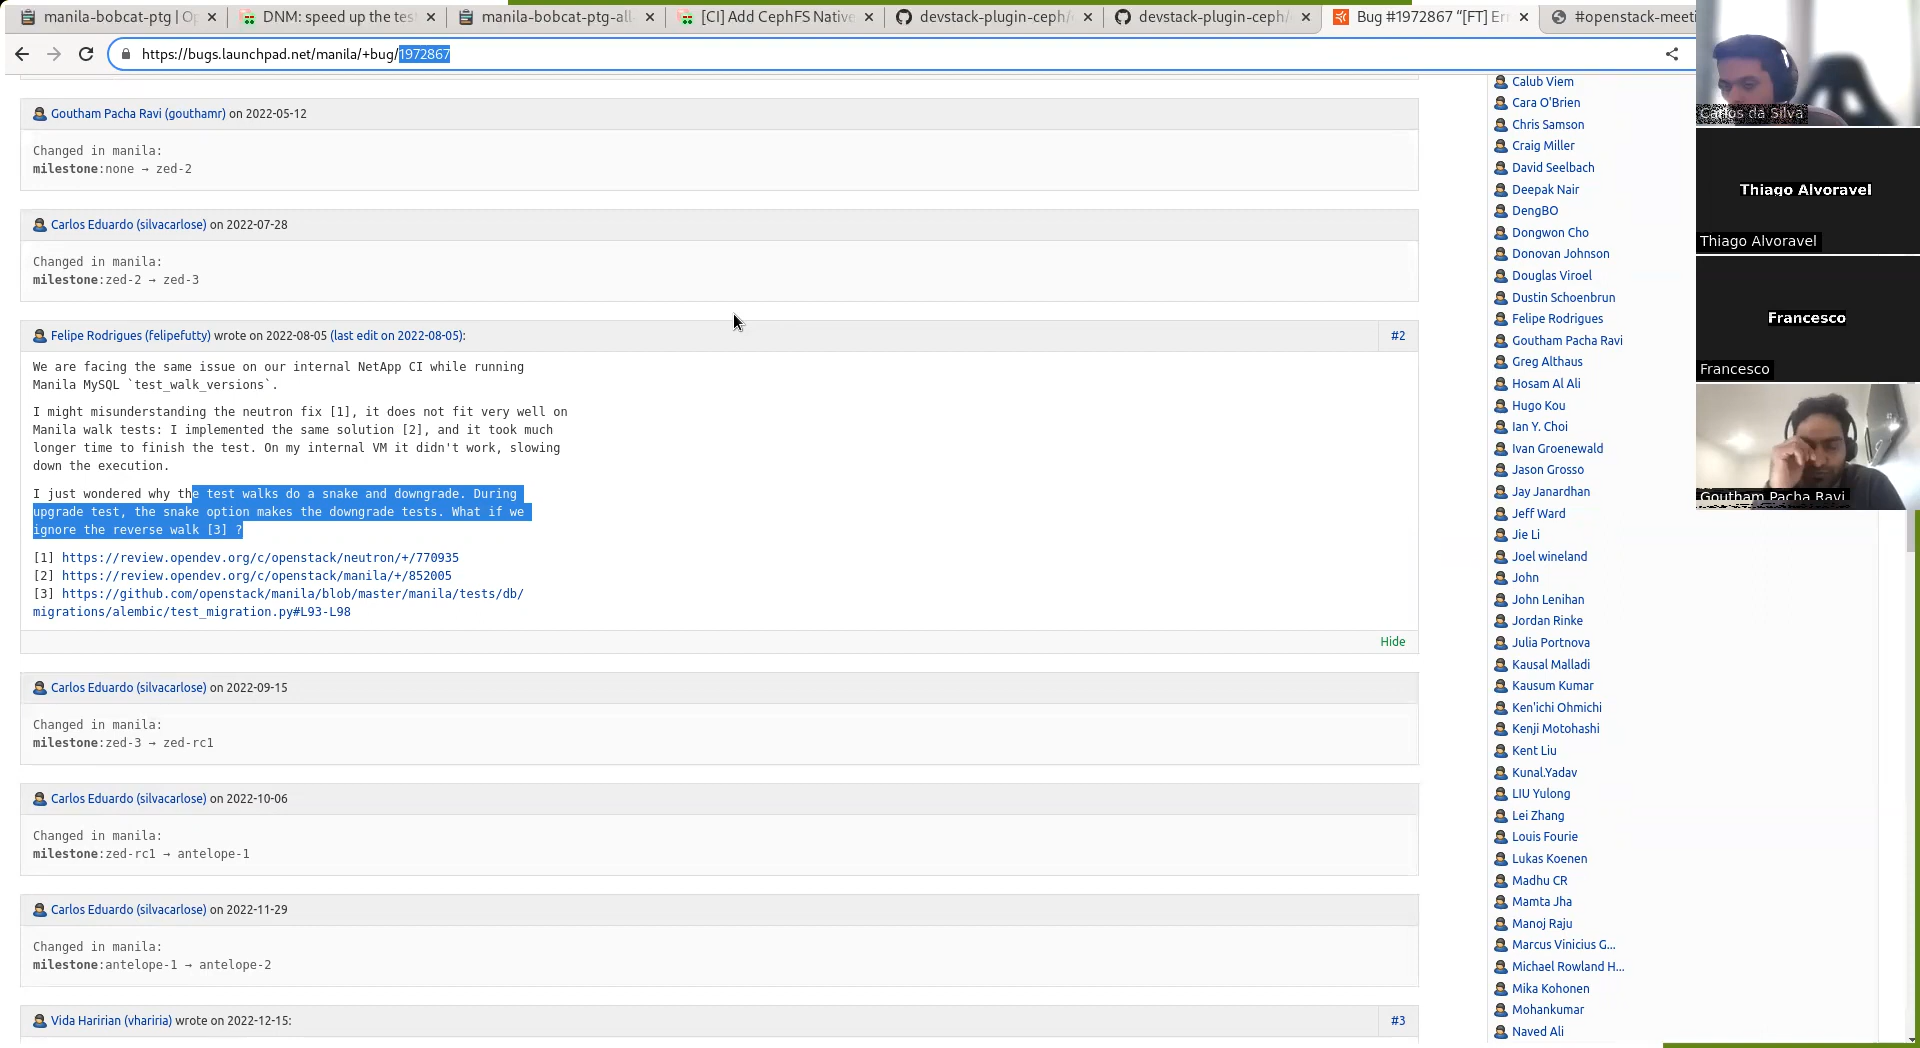 manila-bobcat-ptg | O
DNM: speed up the tes
manila-bobcat-ptg-all
[CI] Add CephFS Native
devstack-plugin-ceph/
devstack-plugin-ceph/
Bug #1972867 “[FT] Er
#openstack-meeti
https://bugs.launchpad.net/manila/+bug/1972867
Goutham Pacha Ravi (gouthamr) on 2022-05-12
Changed in manila:
milestone:none → zed-2
Carlos Eduardo (silvacarlose) on 2022-07-28
Changed in manila:
milestone:zed-2 → zed-3
Felipe Rodrigues (felipefutty) wrote on 2022-08-05 (last edit on 2022-08-05): #2
We are facing the same issue on our internal NetApp CI while running
Manila MySQL `test_walk_versions`.
I might misunderstanding the neutron fix [1], it does not fit very well on
Manila walk tests: I implemented the same solution [2], and it took much
longer time to finish the test. On my internal VM it didn't work, slowing
down the execution.
I just wondered why the test walks do a snake and downgrade. During
upgrade test, the snake option makes the downgrade tests. What if we
ignore the reverse walk [3] ?
[1] https://review.opendev.org/c/openstack/neutron/+/770935
[2] https://review.opendev.org/c/openstack/manila/+/852005
[3] https://github.com/openstack/manila/blob/master/manila/tests/db/
migrations/alembic/test_migration.py#L93-L98
Hide
Carlos Eduardo (silvacarlose) on 2022-09-15
Changed in manila:
milestone:zed-3 → zed-rc1
Carlos Eduardo (silvacarlose) on 2022-10-06
Changed in manila:
milestone:zed-rc1 → antelope-1
Carlos Eduardo (silvacarlose) on 2022-11-29
Changed in manila:
milestone:antelope-1 → antelope-2
Vida Haririan (vhariria) wrote on 2022-12-15: #3
Calub Viem
Cara O'Brien
Chris Samson
Craig Miller
David Seelbach
Deepak Nair
DengBO
Dongwon Cho
Donovan Johnson
Douglas Viroel
Dustin Schoenbrun
Felipe Rodrigues
Goutham Pacha Ravi
Greg Althaus
Hosam Al Ali
Hugo Kou
Ian Y. Choi
Ivan Groenewald
Jason Grosso
Jay Janardhan
Jeff Ward
Jie Li
Joel wineland
John
John Lenihan
Jordan Rinke
Julia Portnova
Kausal Malladi
Kausum Kumar
Ken'ichi Ohmichi
Kenji Motohashi
Kent Liu
Kunal.Yadav
LIU Yulong
Lei Zhang
Louis Fourie
Lukas Koenen
Madhu CR
Mamta Jha
Manoj Raju
Marcus Vinicius G...
Michael Rowland H...
Mika Kohonen
Mohankumar
Naved Ali
Carlos da Silva
Thiago Alvoravel
Thiago Alvoravel
Francesco
Francesco
Goutham Pacha Ravi